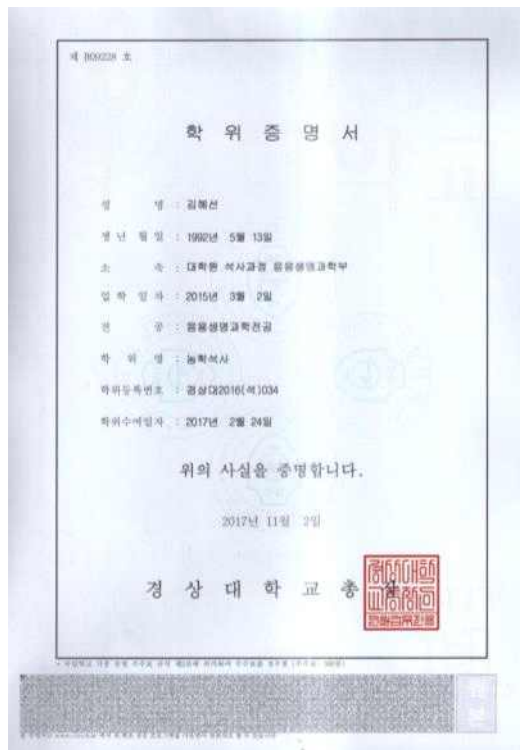 제 B09228 호
학 위 증 명 서
성 명 : 김혜선
생 년 월 일 : 1992년 5월 13일
소 속 : 대학원 석사과정 응용생명과학부
입 학 일 자 : 2015년 3월 2일
전 공 : 응용생명과학전공
학 위 명 : 농학석사
학위등록번호 : 경상대2016(석)034
학위수여일자 : 2017년 2월 24일
위의 사실을 증명합니다.
2017년 11월 2일
경 상 대 학 교 총 장